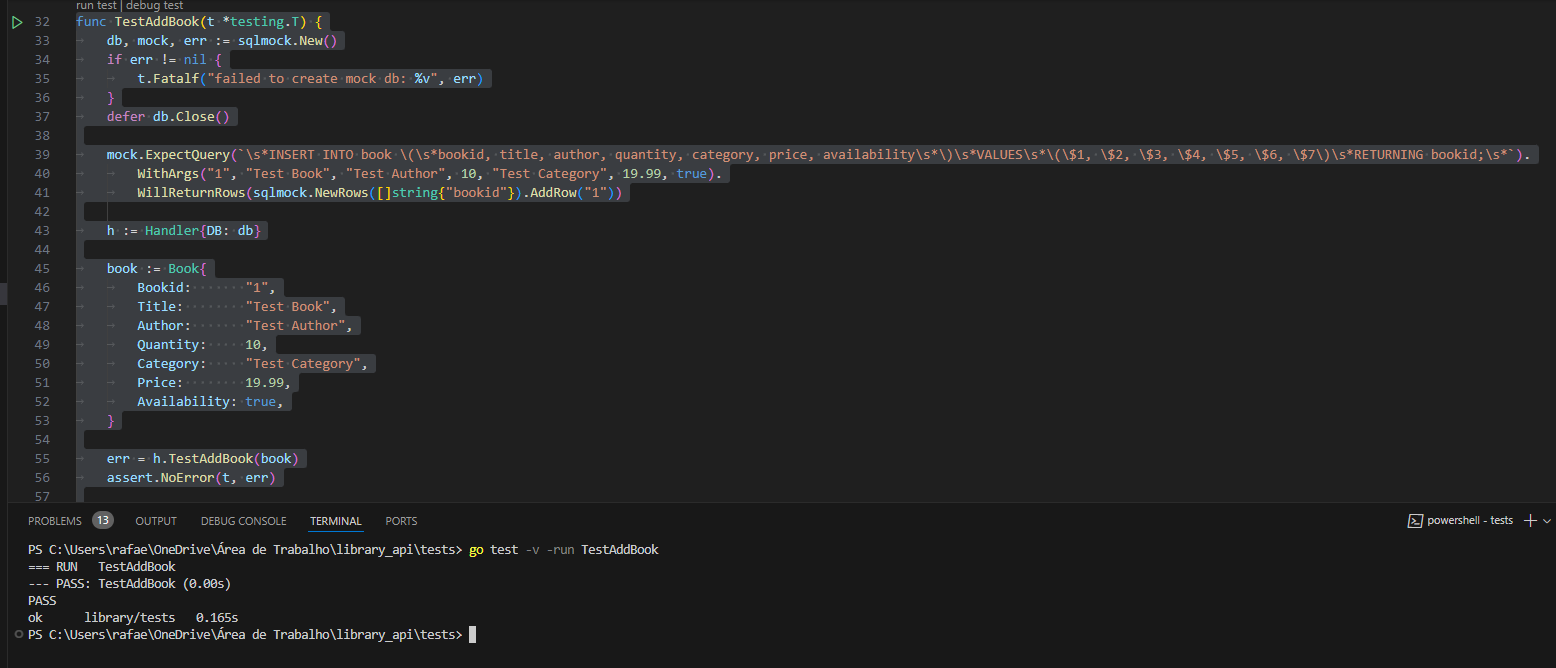 run test | debug test
32 func TestAddBook(t *testing.T) {
33 db, mock, err := sqlmock.New()
34 if err != nil {
35 t.Fatalf("failed to create mock db: %v", err)
36 }
37 defer db.Close()
38
39 mock.ExpectQuery(`\s*INSERT INTO book \(\s*bookid, title, author, quantity, category, price, availability\s*\)\s*VALUES\s*\(\$1, \$2, \$3, \$4, \$5, \$6, \$7\)\s*RETURNING bookid;\s*`).
40 WithArgs("1", "Test Book", "Test Author", 10, "Test Category", 19.99, true).
41 WillReturnRows(sqlmock.NewRows([]string{"bookid"}).AddRow("1"))
42
43 h := Handler{DB: db}
44
45 book := Book{
46 Bookid: "1",
47 Title: "Test Book",
48 Author: "Test Author",
49 Quantity: 10,
50 Category: "Test Category",
51 Price: 19.99,
52 Availability: true,
53 }
54
55 err = h.TestAddBook(book)
56 assert.NoError(t, err)
57
PROBLEMS 13 OUTPUT DEBUG CONSOLE TERMINAL PORTS powershell - tests
PS C:\Users\rafae\OneDrive\Área de Trabalho\library_api\tests> go test -v -run TestAddBook
=== RUN TestAddBook
--- PASS: TestAddBook (0.00s)
PASS
ok library/tests 0.165s
PS C:\Users\rafae\OneDrive\Área de Trabalho\library_api\tests>